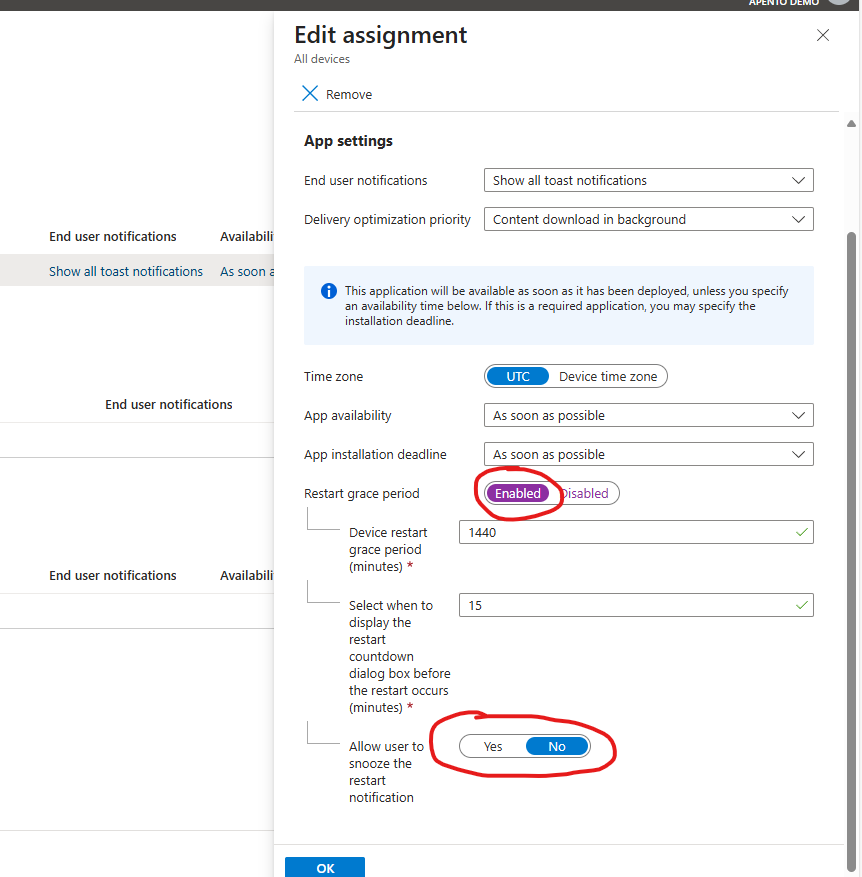 APENTO DEMO
Edit assignment
All devices
Remove
App settings
End user notifications
Show all toast notifications
Delivery optimization priority
Content download in background
End user notifications Availabili
Show all toast notifications As soon a
This application will be available as soon as it has been deployed, unless you specify
an availability time below. If this is a required application, you may specify the
installation deadline.
Time zone
UTC Device time zone
End user notifications
App availability
As soon as possible
App installation deadline
As soon as possible
Restart grace period
Enabled Disabled
Device restart
grace period
(minutes) *
1440
End user notifications Availabili
Select when to
display the
restart
countdown
dialog box before
the restart occurs
(minutes) *
15
Allow user to
snooze the
restart
notification
Yes No
OK